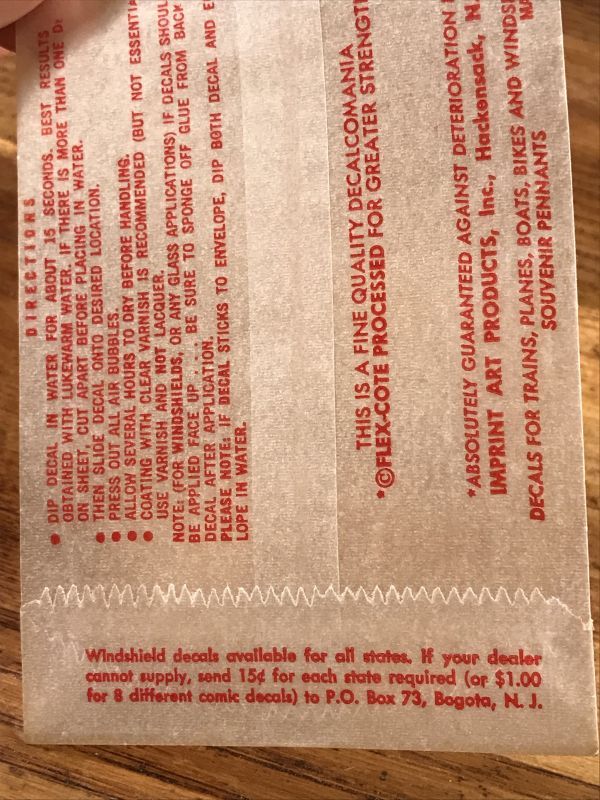 DIRECTIONS
• DIP DECAL IN WATER FOR ABOUT 15 SECONDS. BEST RESULTS
OBTAINED WITH LUKEWARM WATER. IF THERE IS MORE THAN ONE
ON SHEET, CUT APART BEFORE PLACING IN WATER.
• THEN SLIDE DECAL ONTO DESIRED LOCATION.
• PRESS OUT ALL AIR BUBBLES.
• ALLOW SEVERAL HOURS TO DRY BEFORE HANDLING.
• COATING WITH CLEAR VARNISH IS RECOMMENDED (BUT NOT ESSENTIA
USE VARNISH AND NOT LACQUER.
NOTE: (FOR WINDSHIELDS, OR ANY GLASS APPLICATIONS) IF DECALS SHOUL
BE APPLIED FACE UP . . . BE SURE TO SPONGE OFF GLUE FROM BACK
DECAL AFTER APPLICATION.
PLEASE NOTE: IF DECAL STICKS TO ENVELOPE, DIP BOTH DECAL AND E
LOPE IN WATER.
THIS IS A FINE QUALITY DECALCOMANIA
*©FLEX-COTE PROCESSED FOR GREATER STRENGT
*ABSOLUTELY GUARANTEED AGAINST DETERIORATION
IMPRINT ART PRODUCTS, Inc., Hackensack, N.
DECALS FOR TRAINS, PLANES, BOATS, BIKES AND WINDS
SOUVENIR PENNANTS
Windshield decals available for all states. If your dealer
cannot supply, send 15¢ for each state required (or $1.00
for 8 different comic decals) to P.O. Box 73, Bogota, N. J.